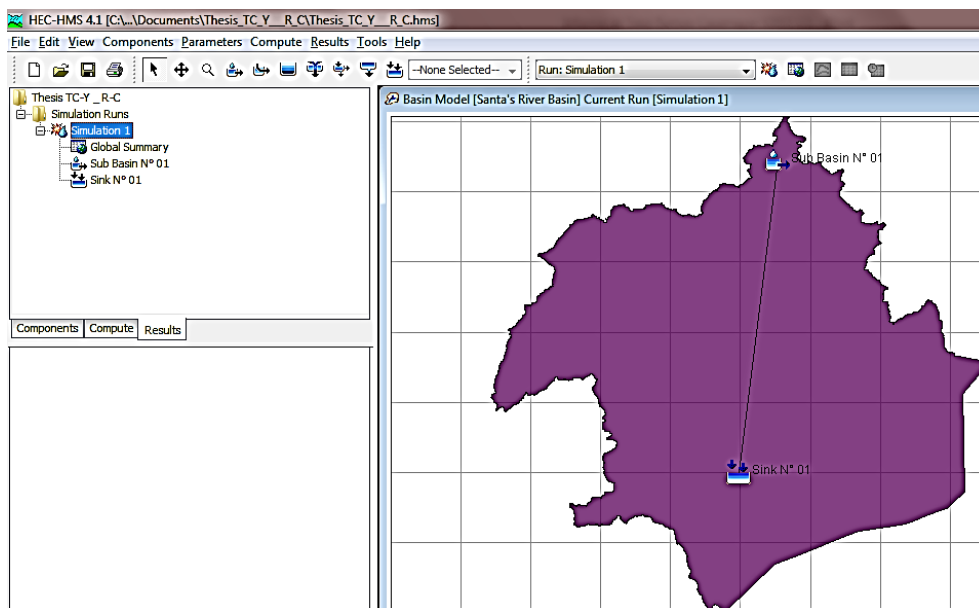 HEC-HMS 4.1 [C:\...\Documents\Thesis_TC_Y__R_C\Thesis_TC_Y__R_C.hms]
File Edit View Components Parameters Compute Results Tools Help
--None Selected-- Run: Simulation 1
Thesis TC-Y _R-C
Simulation Runs
Simulation 1
Global Summary
Sub Basin N° 01
Sink N° 01
Components Compute Results
Basin Model [Santa's River Basin] Current Run [Simulation 1]
Sub Basin N° 01
Sink N° 01